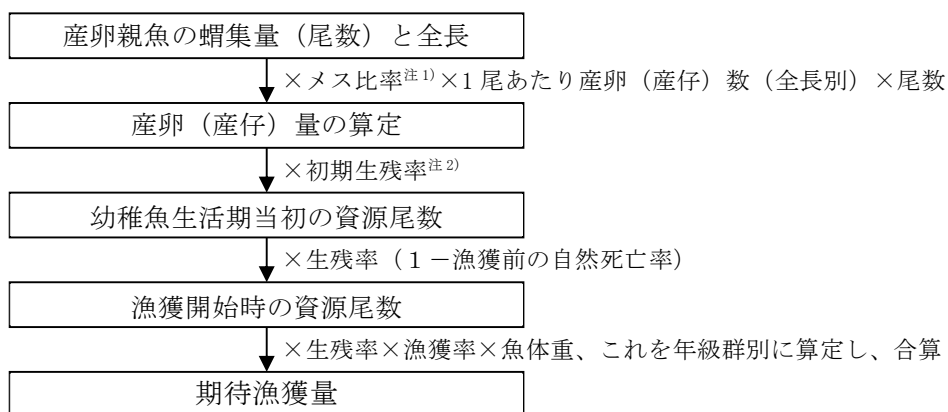 産卵親魚の蝟集量（尾数）と全長
×メス比率注1)×1尾あたり産卵（産仔）数（全長別）×尾数
産卵（産仔）量の算定
×初期生残率注2)
幼稚魚生活期当初の資源尾数
×生残率（１－漁獲前の自然死亡率）
漁獲開始時の資源尾数
×生残率×漁獲率×魚体重、これを年級群別に算定し、合算
期待漁獲量